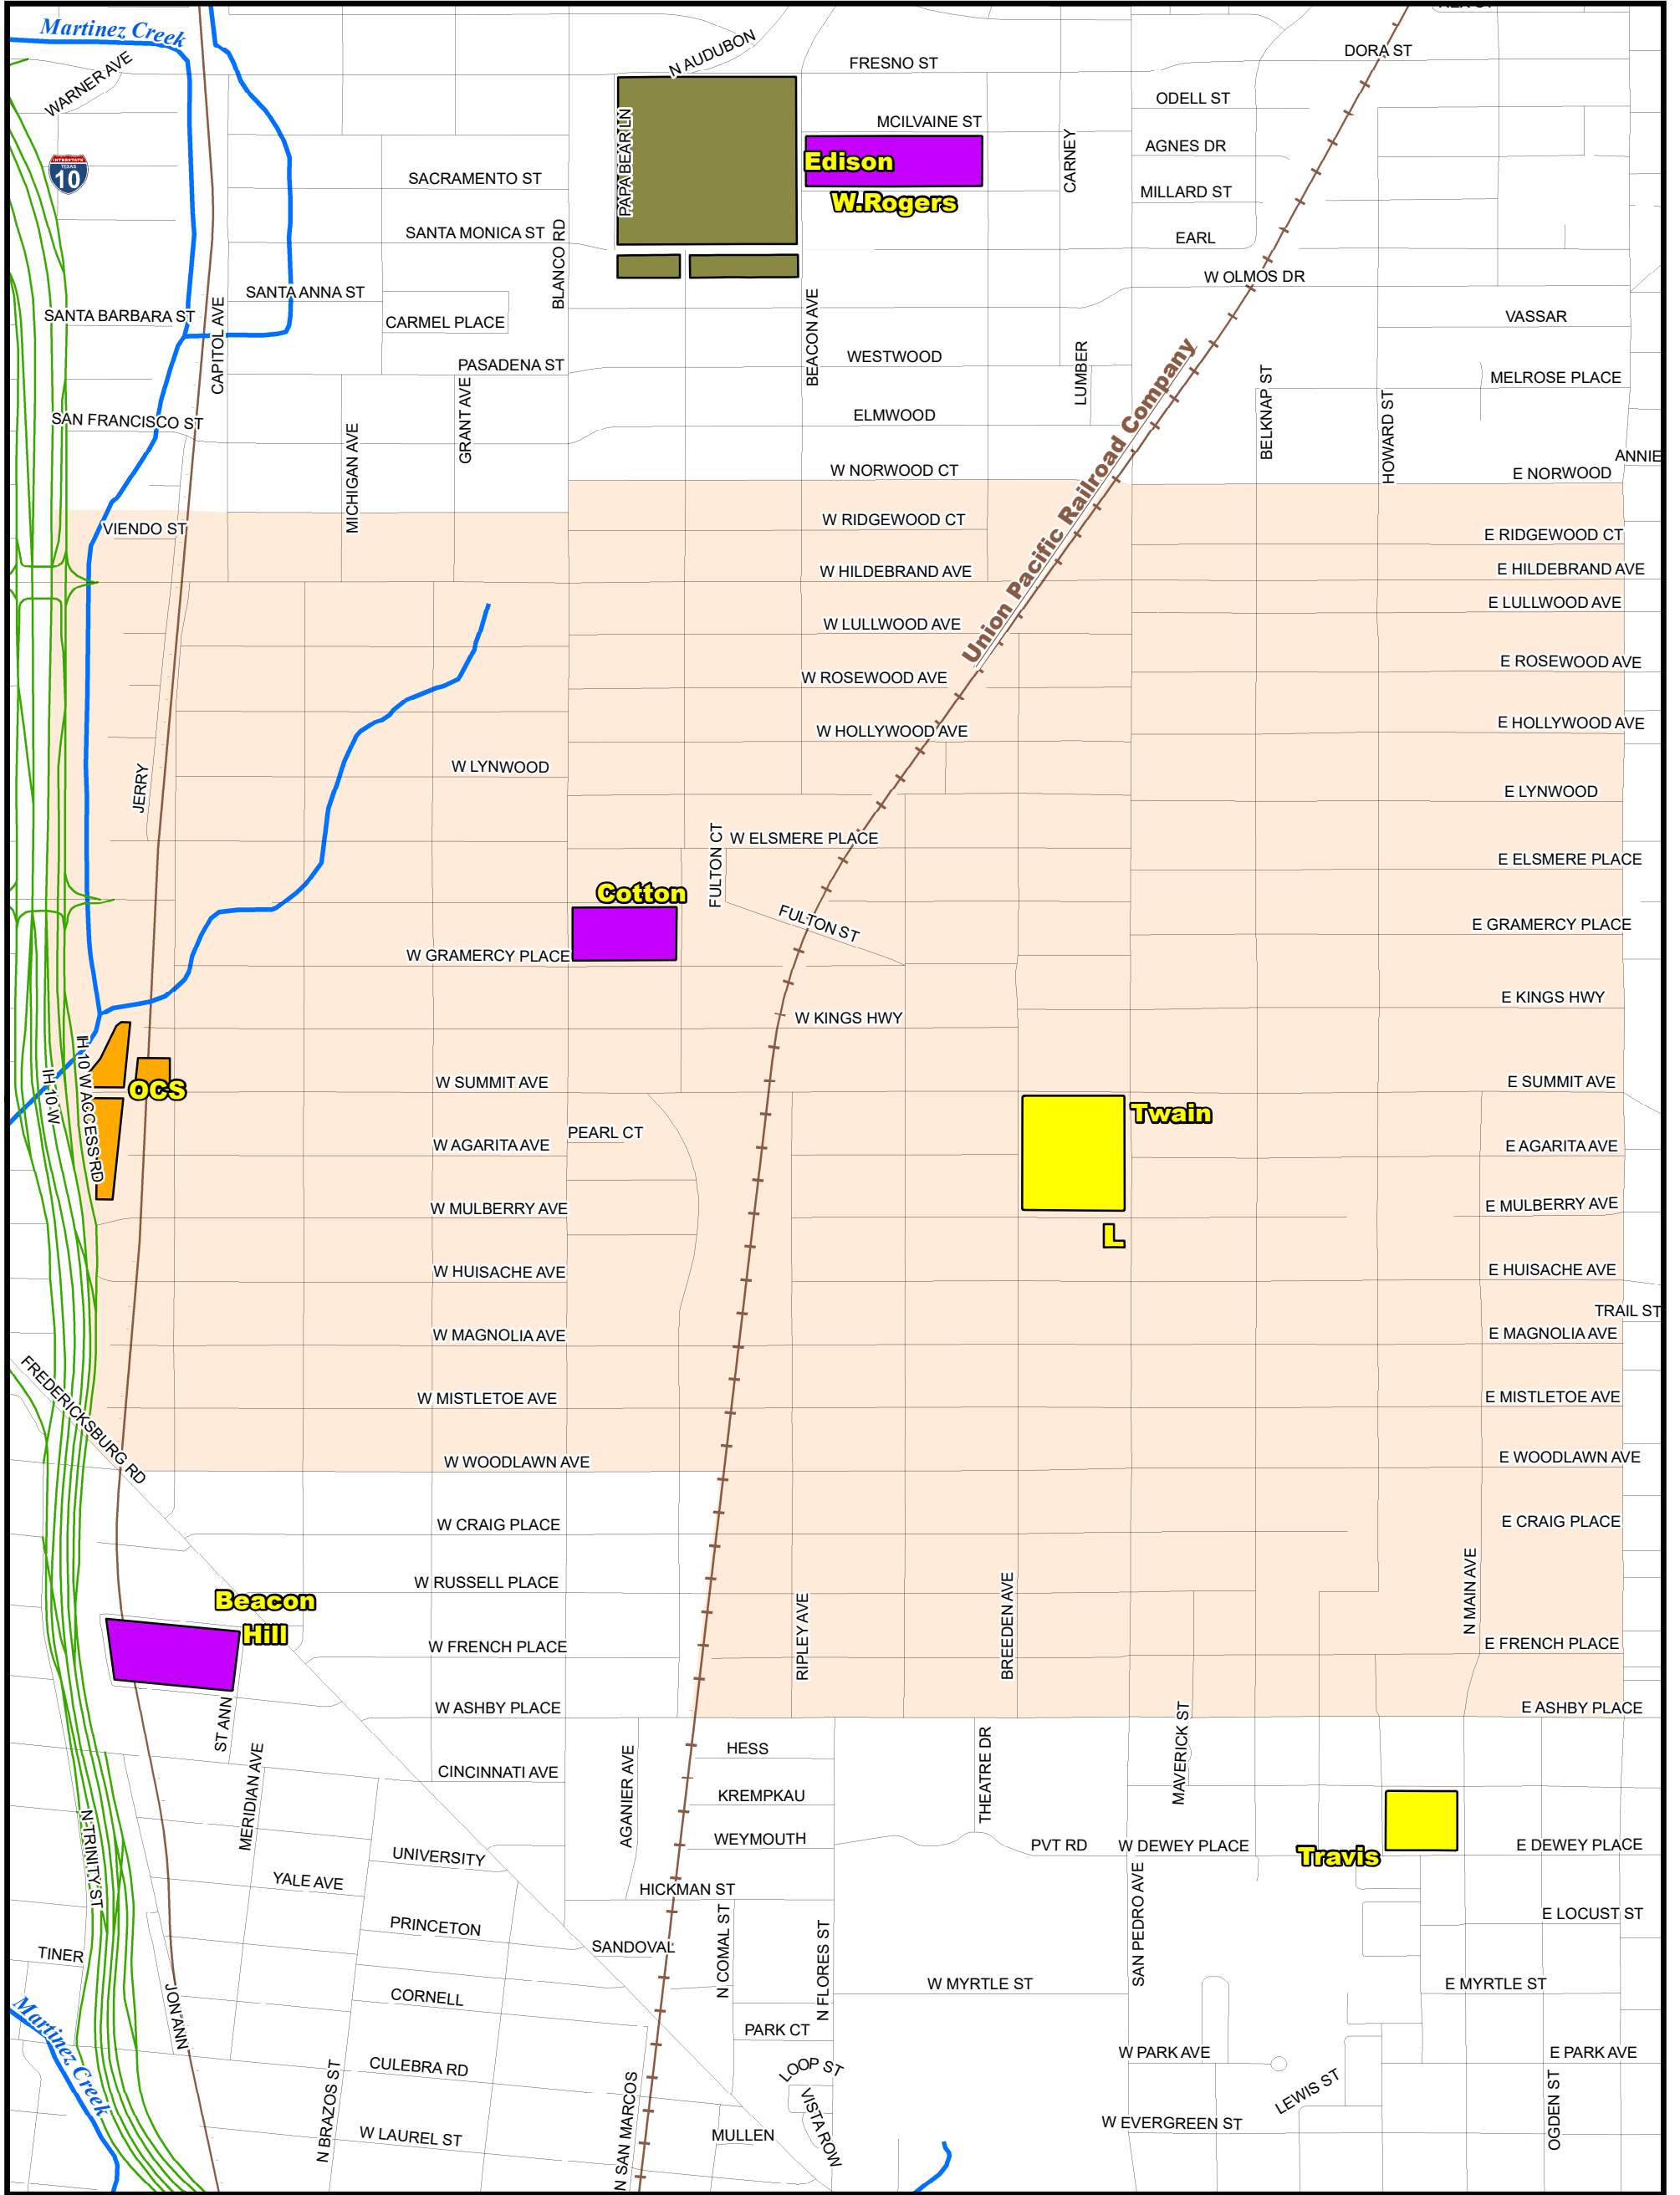 Martinez Creek
WARNER AVE
N AUDUBON
FRESNO ST
DORA ST
ODELL ST
PAPA BEAR LN
MCILVAINE ST
INTERSTATE
TEXAS
10
Edison
W.Rogers
CARNEY
AGNES DR
MILLARD ST
SACRAMENTO ST
SANTA MONICA ST
BLANCO RD
EARL
W OLMOS DR
SANTA ANNA ST
SANTA BARBARA ST
CAPITOL AVE
CARMEL PLACE
BEACON AVE
VASSAR
PASADENA ST
WESTWOOD
LUMBER
Union Pacific Railroad Company
BELKNAP ST
MELROSE PLACE
SAN FRANCISCO ST
MICHIGAN AVE
GRANT AVE
ELMWOOD
HOWARD ST
ANNIE
W NORWOOD CT
E NORWOOD
VIENDO ST
W RIDGEWOOD CT
E RIDGEWOOD CT
W HILDEBRAND AVE
E HILDEBRAND AVE
E LULLWOOD AVE
W LULLWOOD AVE
E ROSEWOOD AVE
W ROSEWOOD AVE
E HOLLYWOOD AVE
W HOLLYWOOD AVE
JERRY
W LYNWOOD
E LYNWOOD
FULTON CT
W ELSMERE PLACE
E ELSMERE PLACE
Cotton
FULTON ST
E GRAMERCY PLACE
W GRAMERCY PLACE
E KINGS HWY
W KINGS HWY
IH 10 W
IH 10 W ACCESS RD
OCS
W SUMMIT AVE
E SUMMIT AVE
Twain
PEARL CT
W AGARITA AVE
E AGARITA AVE
W MULBERRY AVE
E MULBERRY AVE
L
W HUISACHE AVE
E HUISACHE AVE
TRAIL ST
W MAGNOLIA AVE
E MAGNOLIA AVE
FREDERICKSBURG RD
W MISTLETOE AVE
E MISTLETOE AVE
W WOODLAWN AVE
E WOODLAWN AVE
W CRAIG PLACE
E CRAIG PLACE
Beacon
Hill
W RUSSELL PLACE
RIPLEY AVE
BREEDEN AVE
N MAIN AVE
W FRENCH PLACE
E FRENCH PLACE
ST ANN
W ASHBY PLACE
MAVERICK ST
E ASHBY PLACE
MERIDIAN AVE
CINCINNATI AVE
AGANIER AVE
HESS
THEATRE DR
KREMPKAU
N TRINITY ST
WEYMOUTH
PVT RD
W DEWEY PLACE
Travis
E DEWEY PLACE
UNIVERSITY
YALE AVE
HICKMAN ST
SAN PEDRO AVE
E LOCUST ST
PRINCETON
SANDOVAL
N COMAL ST
N FLORES ST
TINER
JON ANN
CORNELL
W MYRTLE ST
E MYRTLE ST
Martinez Creek
PARK CT
W PARK AVE
E PARK AVE
N BRAZOS ST
CULEBRA RD
LOOP ST
LEWIS ST
N SAN MARCOS
VISTA ROW
OGDEN ST
W EVERGREEN ST
W LAUREL ST
MULLEN